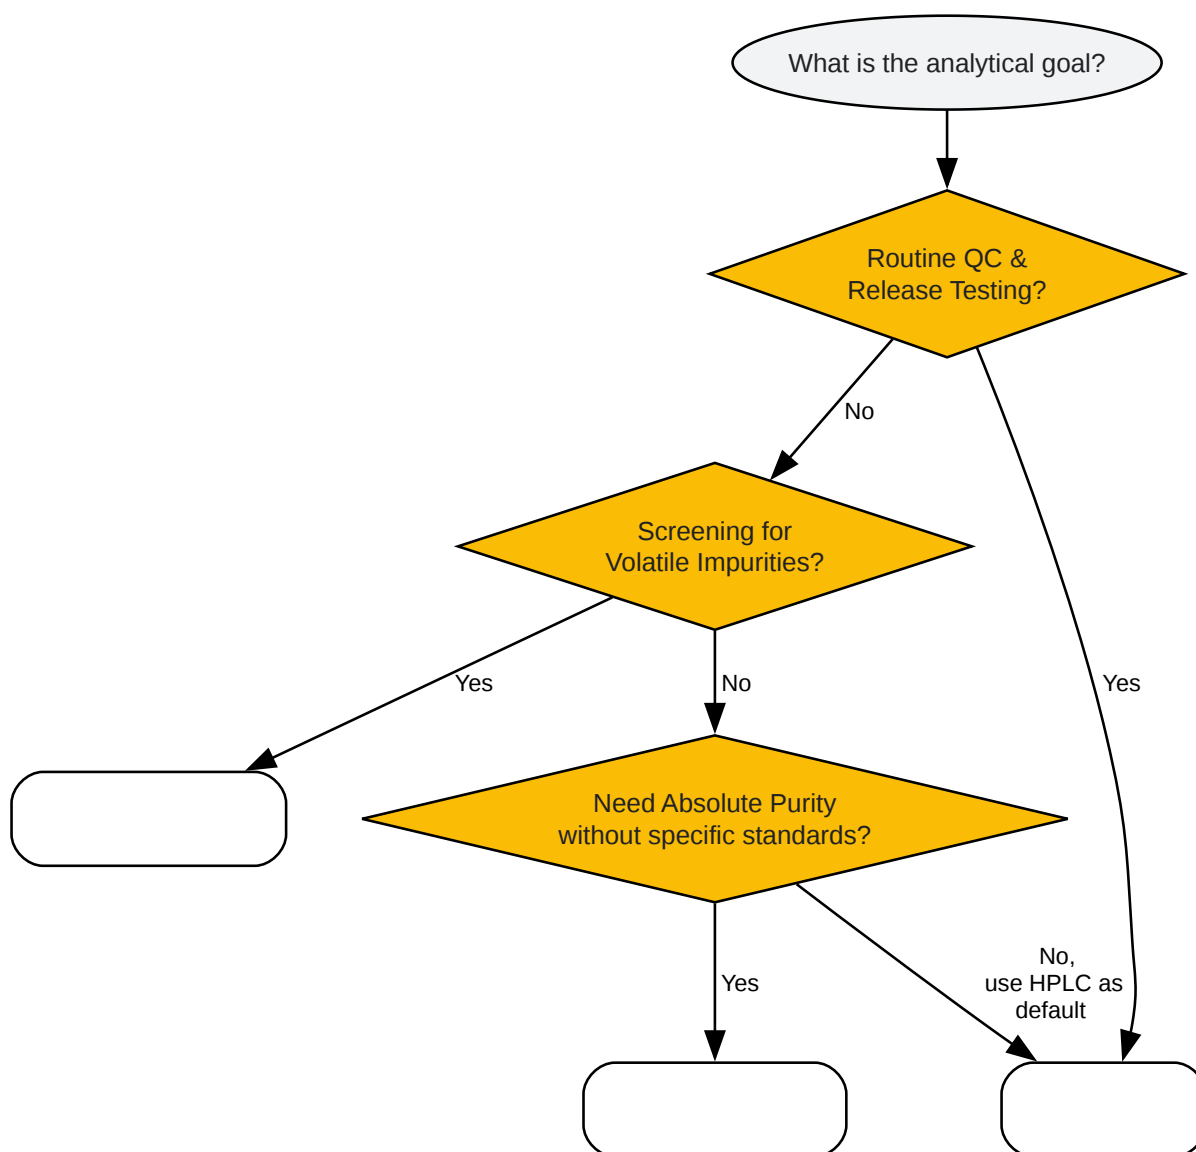 What is the analytical goal?
Routine QC &
Release Testing?
No
Screening for
Volatile Impurities?
Yes
No
Yes
Need Absolute Purity
without specific standards?
Yes
No,
use HPLC as
default